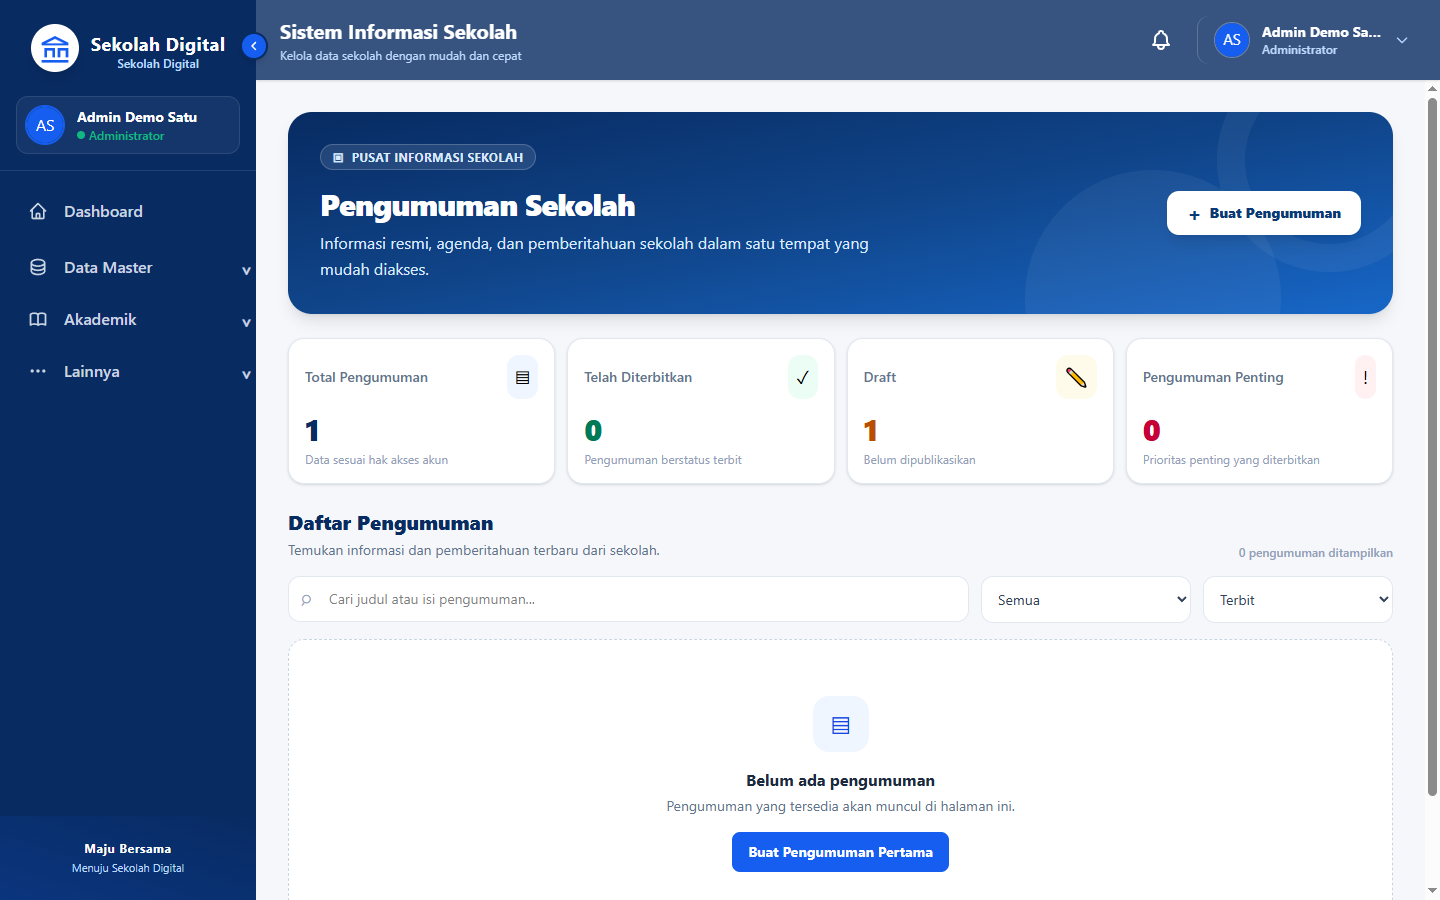 Sekolah Digital
Sekolah Digital
AS
Admin Demo Satu
Administrator
Dashboard
Data Master
Akademik
Lainnya
Maju Bersama
Menuju Sekolah Digital
Sistem Informasi Sekolah
Kelola data sekolah dengan mudah dan cepat
AS
Admin Demo Sa...
Administrator
PUSAT INFORMASI SEKOLAH
Pengumuman Sekolah
Informasi resmi, agenda, dan pemberitahuan sekolah dalam satu tempat yang
mudah diakses.
+ Buat Pengumuman
Total Pengumuman
1
Data sesuai hak akses akun
Telah Diterbitkan
✓
0
Pengumuman berstatus terbit
Draft
1
Belum dipublikasikan
Pengumuman Penting
!
0
Prioritas penting yang diterbitkan
Daftar Pengumuman
Temukan informasi dan pemberitahuan terbaru dari sekolah.
0 pengumuman ditampilkan
Cari judul atau isi pengumuman...
Semua
Terbit
Belum ada pengumuman
Pengumuman yang tersedia akan muncul di halaman ini.
Buat Pengumuman Pertama